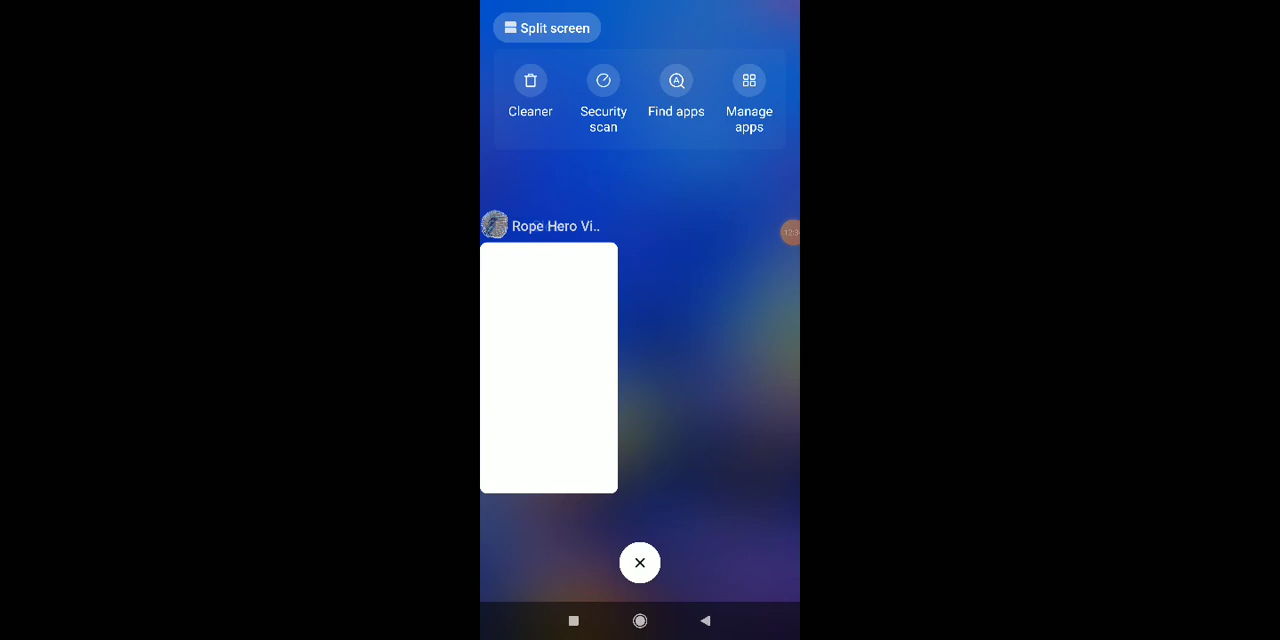 Split screen
Cleaner
Security
scan
Find apps
Manage
apps
Rope Hero Vi..